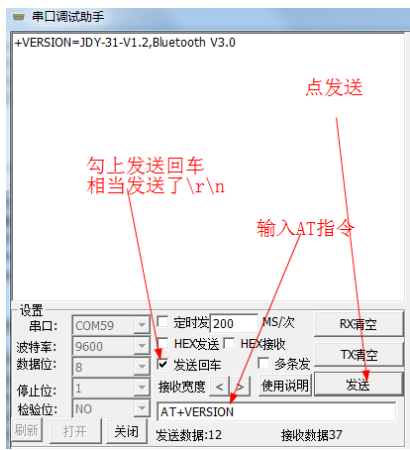 串口调试助手
+VERSION=JDY-31-V1.2,Bluetooth V3.0
点发送
勾上发送回车
相当发送了\r\n
输入AT指令
设置
串口: COM59 定时发 200 MS/次 RX清空
波特率: 9600 HEX发送 HEX接收 TX清空
数据位: 8 发送回车 多条发
停止位: 1 接收宽度 < > 使用说明 发送
检验位: NO AT+VERSION
刷新 打开 关闭 发送数据:12 接收数据37